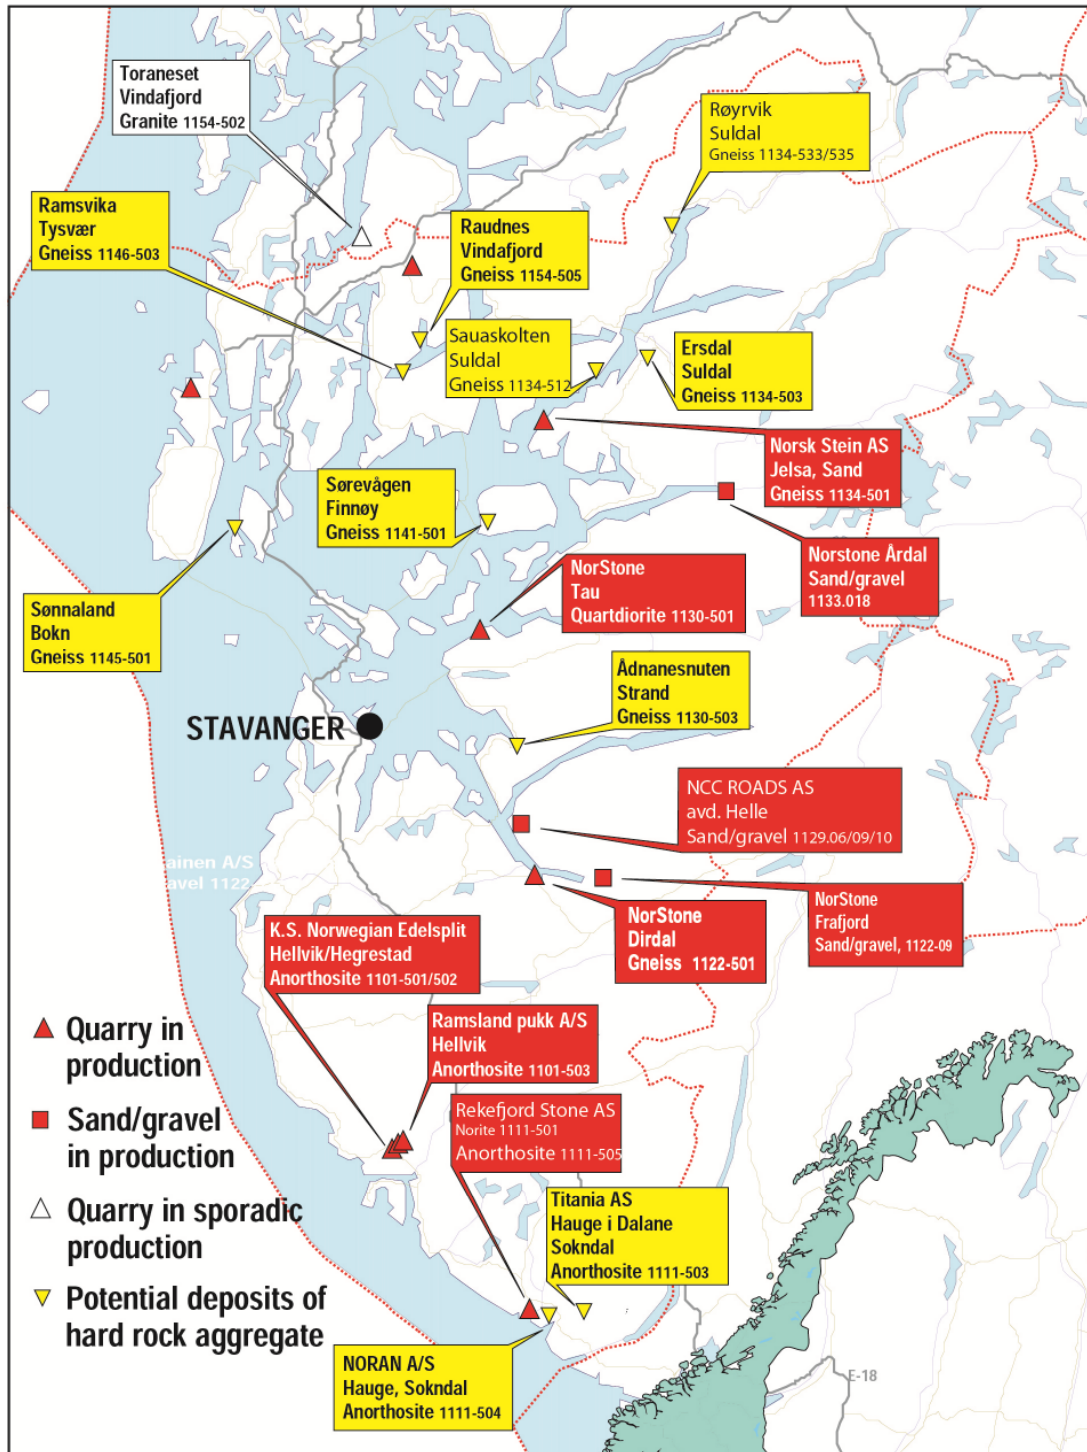 Toraneset
Vindafjord
Granite 1154-502
Røyrvik
Suldal
Gneiss 1134-533/535
Ramsvika
Tysvær
Gneiss 1146-503
Raudnes
Vindafjord
Gneiss 1154-505
Sauaskolten
Suldal
Gneiss 1134-512
Ersdal
Suldal
Gneiss 1134-503
Norsk Stein AS
Jelsa, Sand
Gneiss 1134-501
Sørevågen
Finnøy
Gneiss 1141-501
Norstone Årdal
Sand/gravel
1133.018
NorStone
Tau
Quartdiorite 1130-501
Sønnaland
Bokn
Gneiss 1145-501
Ådnanesnuten
Strand
Gneiss 1130-503
STAVANGER
NCC ROADS AS
avd. Helle
Sand/gravel 1129.06/09/10
ainen A/S
avel 1122
NorStone
Dirdal
Gneiss 1122-501
NorStone
Frafjord
Sand/gravel, 1122-09
K.S. Norwegian Edelsplit
Hellvik/Hegrestad
Anorthosite 1101-501/502
Ramsland pukk A/S
Hellvik
Anorthosite 1101-503
Rekefjord Stone AS
Norite 1111-501
Anorthosite 1111-505
Titania AS
Hauge i Dalane
Sokndal
Anorthosite 1111-503
NORAN A/S
Hauge, Sokndal
Anorthosite 1111-504
Quarry in
production
Sand/gravel
in production
Quarry in sporadic
production
Potential deposits of
hard rock aggregate
E-18